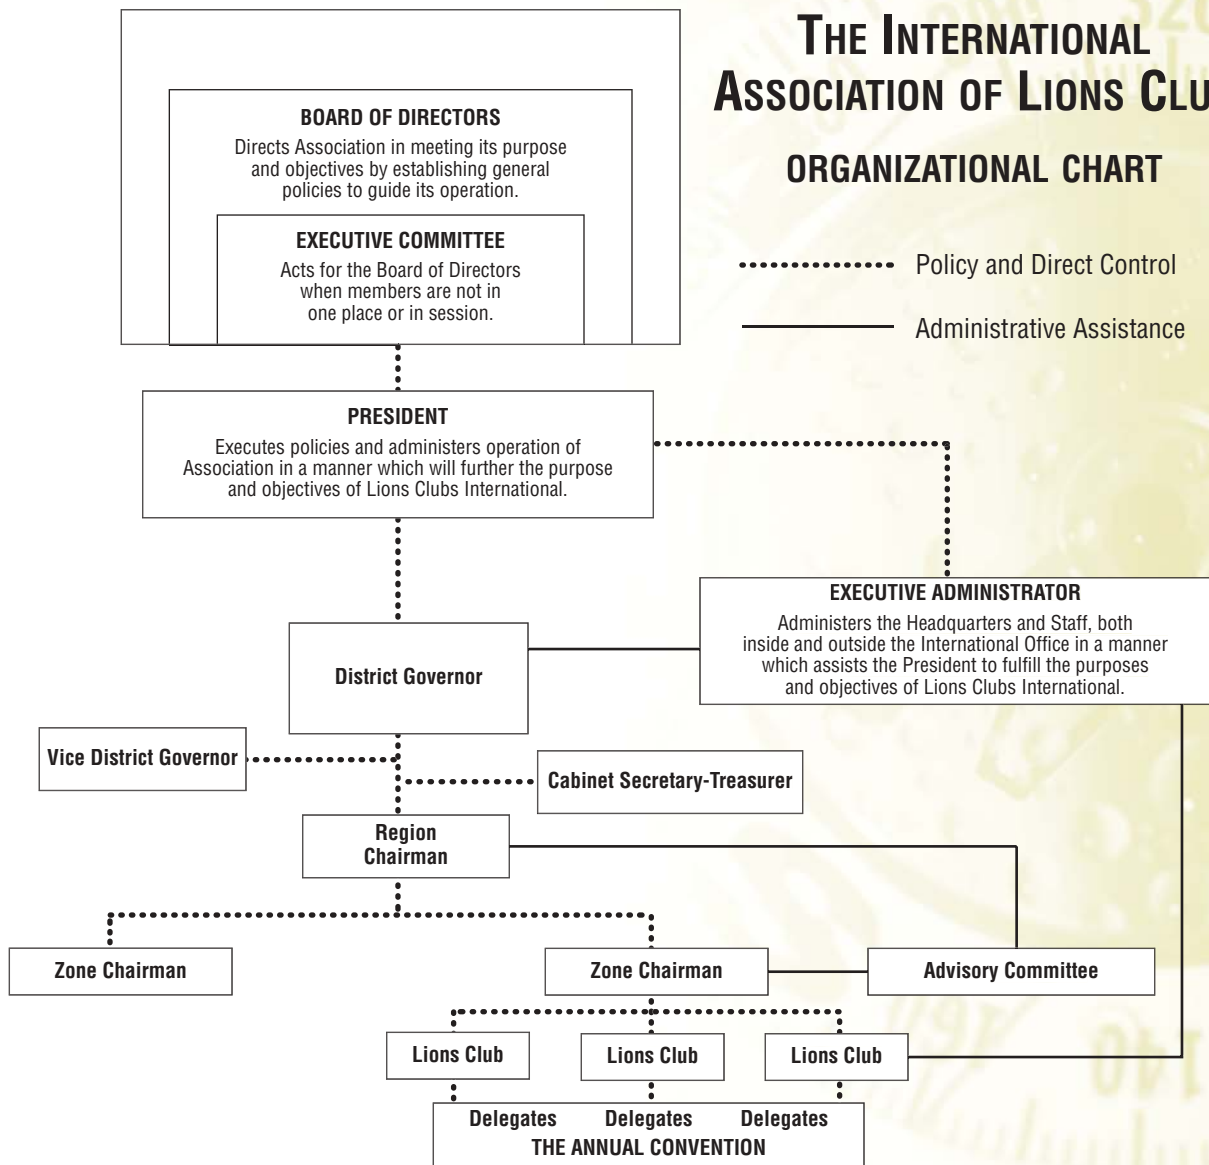 THE INTERNATIONAL
ASSOCIATION OF LIONS CLU
ORGANIZATIONAL CHART
Policy and Direct Control
Administrative Assistance
BOARD OF DIRECTORS
Directs Association in meeting its purpose
and objectives by establishing general
policies to guide its operation.
EXECUTIVE COMMITTEE
Acts for the Board of Directors
when members are not in
one place or in session.
PRESIDENT
Executes policies and administers operation of
Association in a manner which will further the purpose
and objectives of Lions Clubs International.
EXECUTIVE ADMINISTRATOR
Administers the Headquarters and Staff, both
inside and outside the International Office in a manner
which assists the President to fulfill the purposes
and objectives of Lions Clubs International.
District Governor
Vice District Governor
Cabinet Secretary-Treasurer
Region
Chairman
Zone Chairman
Zone Chairman
Advisory Committee
Lions Club
Lions Club
Lions Club
Delegates
Delegates
Delegates
THE ANNUAL CONVENTION
140